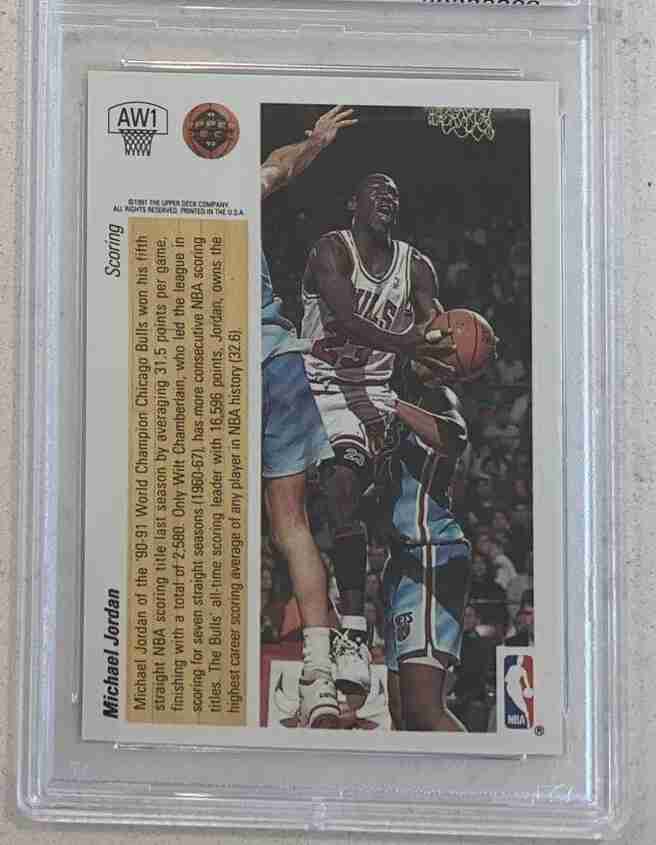 AW1
©1991 THE UPPER DECK COMPANY.
ALL RIGHTS RESERVED. PRINTED IN THE U.S.A.
Michael Jordan
Scoring
Michael Jordan of the '90-91 World Champion Chicago Bulls won his fifth
straight NBA scoring title last season by averaging 31.5 points per game,
finishing with a total of 2,580. Only Wilt Chamberlain, who led the league in
scoring for seven straight seasons (1960-67), has more consecutive NBA scoring
titles. The Bulls' all-time scoring leader with 16,596 points, Jordan, owns the
highest career scoring average of any player in NBA history (32.6).
BULLS
23
23
NBA
®